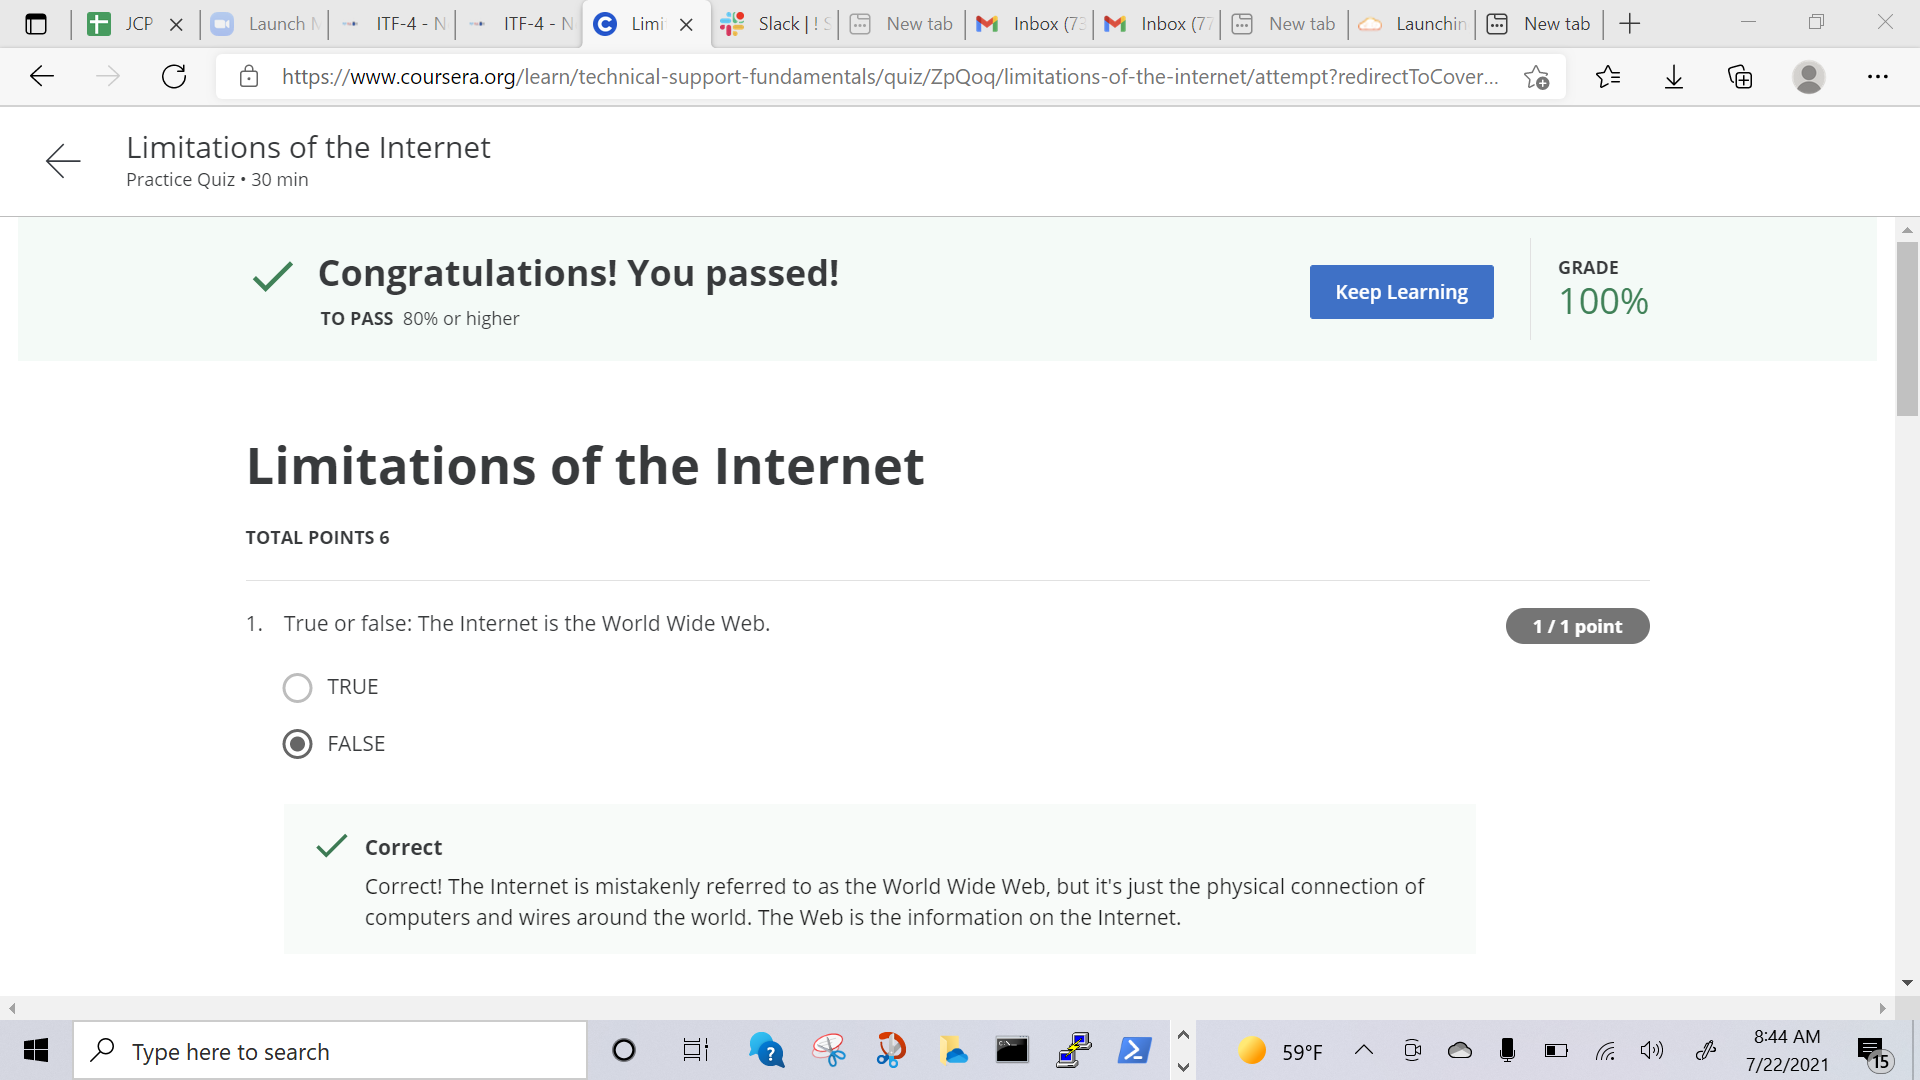 JCP
Launch M
ITF-4 - N
ITF-4 - N
Limi
Slack | ! S
New tab
Inbox (73
Inbox (77
New tab
Launchin
New tab
https://www.coursera.org/learn/technical-support-fundamentals/quiz/ZpQoq/limitations-of-the-internet/attempt?redirectToCover...
Limitations of the Internet
Practice Quiz • 30 min
Congratulations! You passed!
TO PASS 80% or higher
Keep Learning
GRADE
100%
Limitations of the Internet
TOTAL POINTS 6
1. True or false: The Internet is the World Wide Web.
1 / 1 point
TRUE
FALSE
Correct
Correct! The Internet is mistakenly referred to as the World Wide Web, but it's just the physical connection of
computers and wires around the world. The Web is the information on the Internet.
Type here to search
59°F
8:44 AM
7/22/2021
15